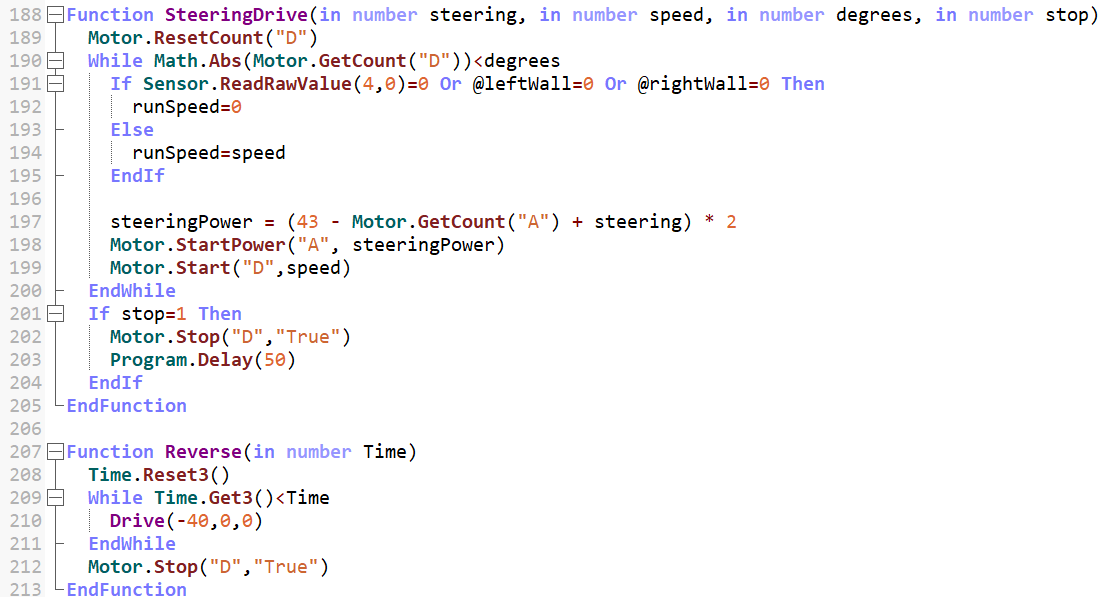 188 Function SteeringDrive(in number steering, in number speed, in number degrees, in number stop)
189   Motor.ResetCount("D")
190   While Math.Abs(Motor.GetCount("D"))<degrees
191     If Sensor.ReadRawValue(4,0)=0 Or @leftWall=0 Or @rightWall=0 Then
192       runSpeed=0
193     Else
194       runSpeed=speed
195     EndIf
196
197     steeringPower = (43 - Motor.GetCount("A") + steering) * 2
198     Motor.StartPower("A", steeringPower)
199     Motor.Start("D",speed)
200   EndWhile
201   If stop=1 Then
202     Motor.Stop("D","True")
203     Program.Delay(50)
204   EndIf
205 EndFunction
206
207 Function Reverse(in number Time)
208   Time.Reset3()
209   While Time.Get3()<Time
210     Drive(-40,0,0)
211   EndWhile
212   Motor.Stop("D","True")
213 EndFunction